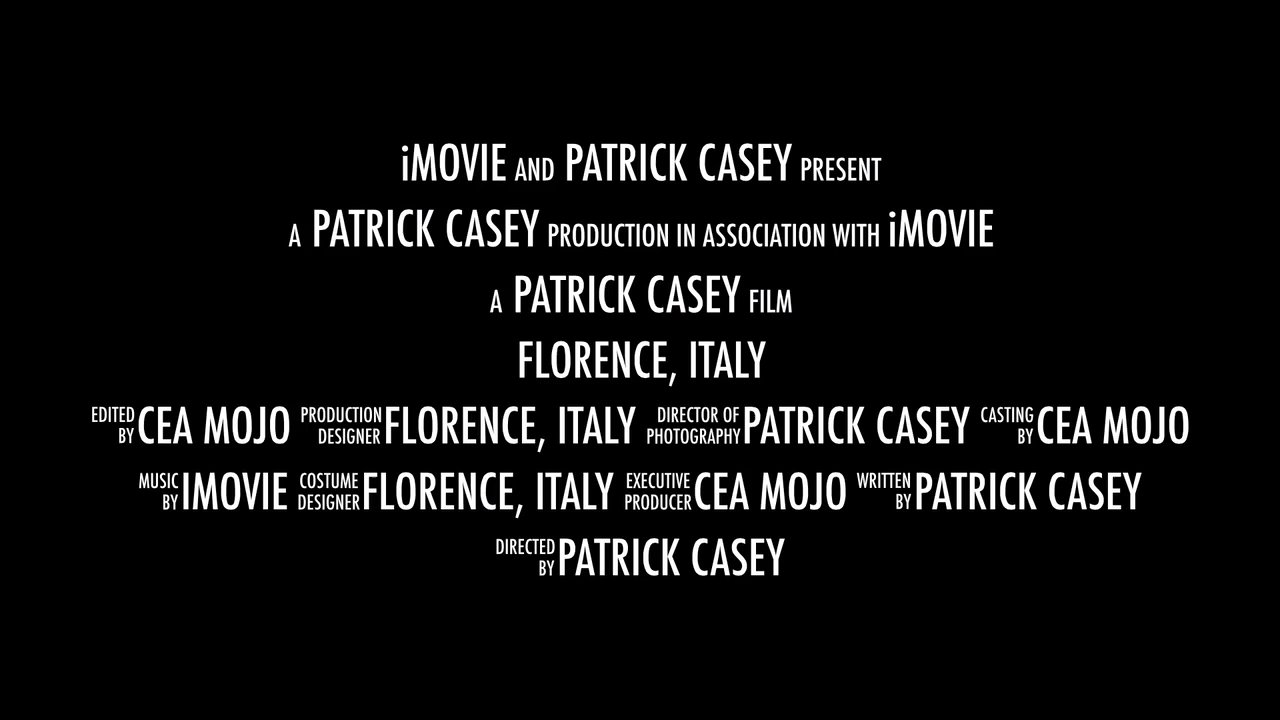 iMOVIE AND PATRICK CASEY PRESENT
A PATRICK CASEY PRODUCTION IN ASSOCIATION WITH iMOVIE
A PATRICK CASEY FILM
FLORENCE, ITALY
EDITED BY CEA MOJO PRODUCTION DESIGNER FLORENCE, ITALY DIRECTOR OF PHOTOGRAPHY PATRICK CASEY CASTING BY CEA MOJO
MUSIC BY IMOVIE COSTUME DESIGNER FLORENCE, ITALY EXECUTIVE PRODUCER CEA MOJO WRITTEN BY PATRICK CASEY
DIRECTED BY PATRICK CASEY